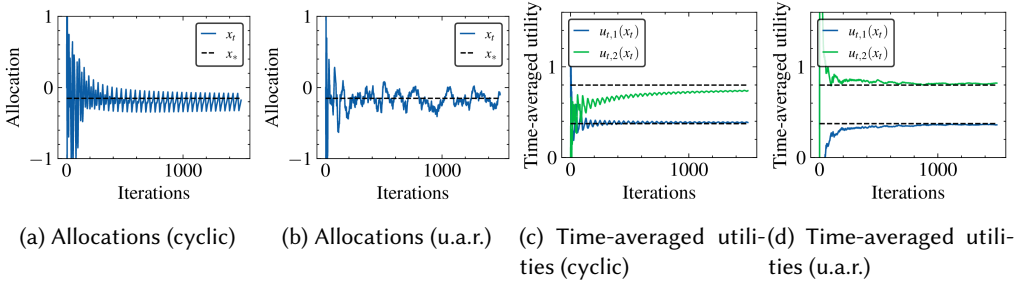 Allocation
1
0
−1
0
1000
Iterations
x_t
x_*
(a) Allocations (cyclic)
Allocation
1
0
−1
0
1000
Iterations
x_t
x_*
(b) Allocations (u.a.r.)
Time-averaged utility
1
0
0
1000
Iterations
u_{t,1}(x_t)
u_{t,2}(x_t)
(c) Time-averaged utili-
ties (cyclic)
Time-averaged utility
1
0
0
1000
Iterations
u_{t,1}(x_t)
u_{t,2}(x_t)
(d) Time-averaged utili-
ties (u.a.r.)